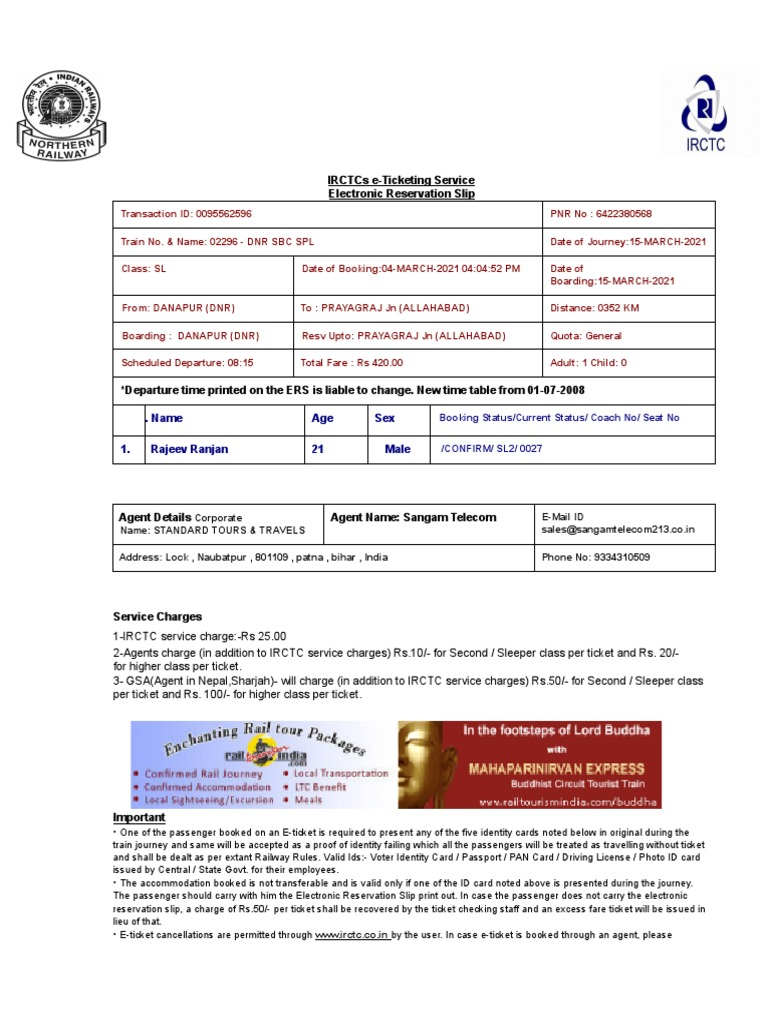 INDIAN RAILWAYS
भारतीय रेल
NORTHERN
RAILWAY
IRCTC
IRCTCs e-Ticketing Service
Electronic Reservation Slip
Transaction ID: 0095562596 PNR No : 6422380568
Train No. & Name: 02296 - DNR SBC SPL Date of Journey:15-MARCH-2021
Class: SL Date of Booking:04-MARCH-2021 04:04:52 PM Date of
Boarding:15-MARCH-2021
From: DANAPUR (DNR) To : PRAYAGRAJ Jn (ALLAHABAD) Distance: 0352 KM
Boarding : DANAPUR (DNR) Resv Upto: PRAYAGRAJ Jn (ALLAHABAD) Quota: General
Scheduled Departure: 08:15 Total Fare : Rs 420.00 Adult: 1 Child: 0
*Departure time printed on the ERS is liable to change. New time table from 01-07-2008
. Name Age Sex Booking Status/Current Status/ Coach No/ Seat No
1. Rajeev Ranjan 21 Male /CONFIRM/ SL2/ 0027
Agent Details Corporate Agent Name: Sangam Telecom E-Mail ID
Name: STANDARD TOURS & TRAVELS sales@sangamtelecom213.co.in
Address: Lock , Naubatpur , 801109 , patna , bihar , India Phone No: 9334310509
Service Charges
1-IRCTC service charge:-Rs 25.00
2-Agents charge (in addition to IRCTC service charges) Rs.10/- for Second / Sleeper class per ticket and Rs. 20/-
for higher class per ticket.
3- GSA(Agent in Nepal,Sharjah)- will charge (in addition to IRCTC service charges) Rs.50/- for Second / Sleeper class
per ticket and Rs. 100/- for higher class per ticket.
Enchanting Rail tour Packages
rail tourism india
.com
• Confirmed Rail Journey • Local Transportation
• Confirmed Accommodation • LTC Benefit
• Local Sightseeing/Excursion • Meals
In the footsteps of Lord Buddha
with
MAHAPARINIRVAN EXPRESS
Buddhist Circuit Tourist Train
www.railtourismindia.com/buddha
Important
• One of the passenger booked on an E-ticket is required to present any of the five identity cards noted below in original during the
train journey and same will be accepted as a proof of identity failing which all the passengers will be treated as travelling without ticket
and shall be dealt as per extant Railway Rules. Valid Ids:- Voter Identity Card / Passport / PAN Card / Driving License / Photo ID card
issued by Central / State Govt. for their employees.
• The accommodation booked is not transferable and is valid only if one of the ID card noted above is presented during the journey.
The passenger should carry with him the Electronic Reservation Slip print out. In case the passenger does not carry the electronic
reservation slip, a charge of Rs.50/- per ticket shall be recovered by the ticket checking staff and an excess fare ticket will be issued in
lieu of that.
• E-ticket cancellations are permitted through www.irctc.co.in by the user. In case e-ticket is booked through an agent, please